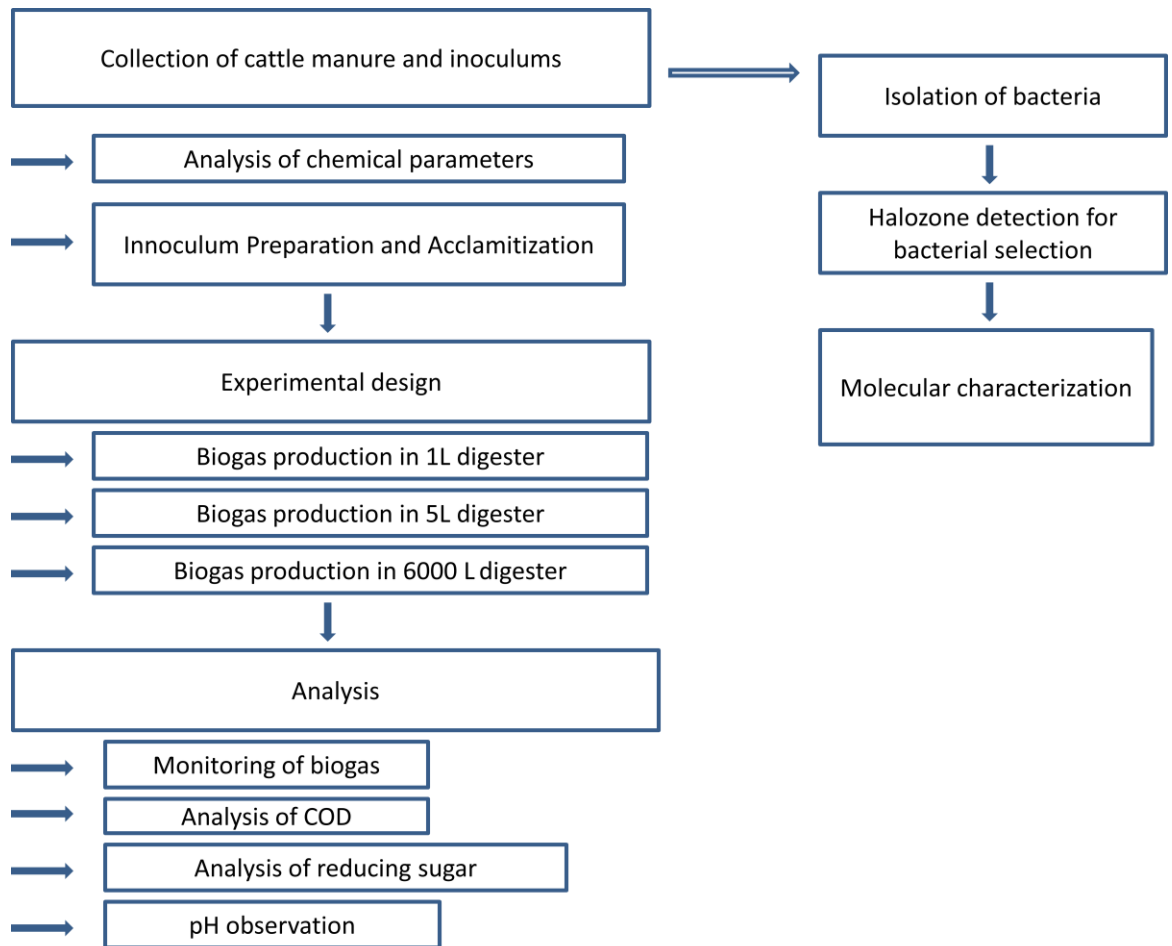 Collection of cattle manure and inoculums
Analysis of chemical parameters
Innoculum Preparation and Acclamitization
Experimental design
Biogas production in 1L digester
Biogas production in 5L digester
Biogas production in 6000 L digester
Analysis
Monitoring of biogas
Analysis of COD
Analysis of reducing sugar
pH observation
Isolation of bacteria
Halozone detection for
bacterial selection
Molecular characterization